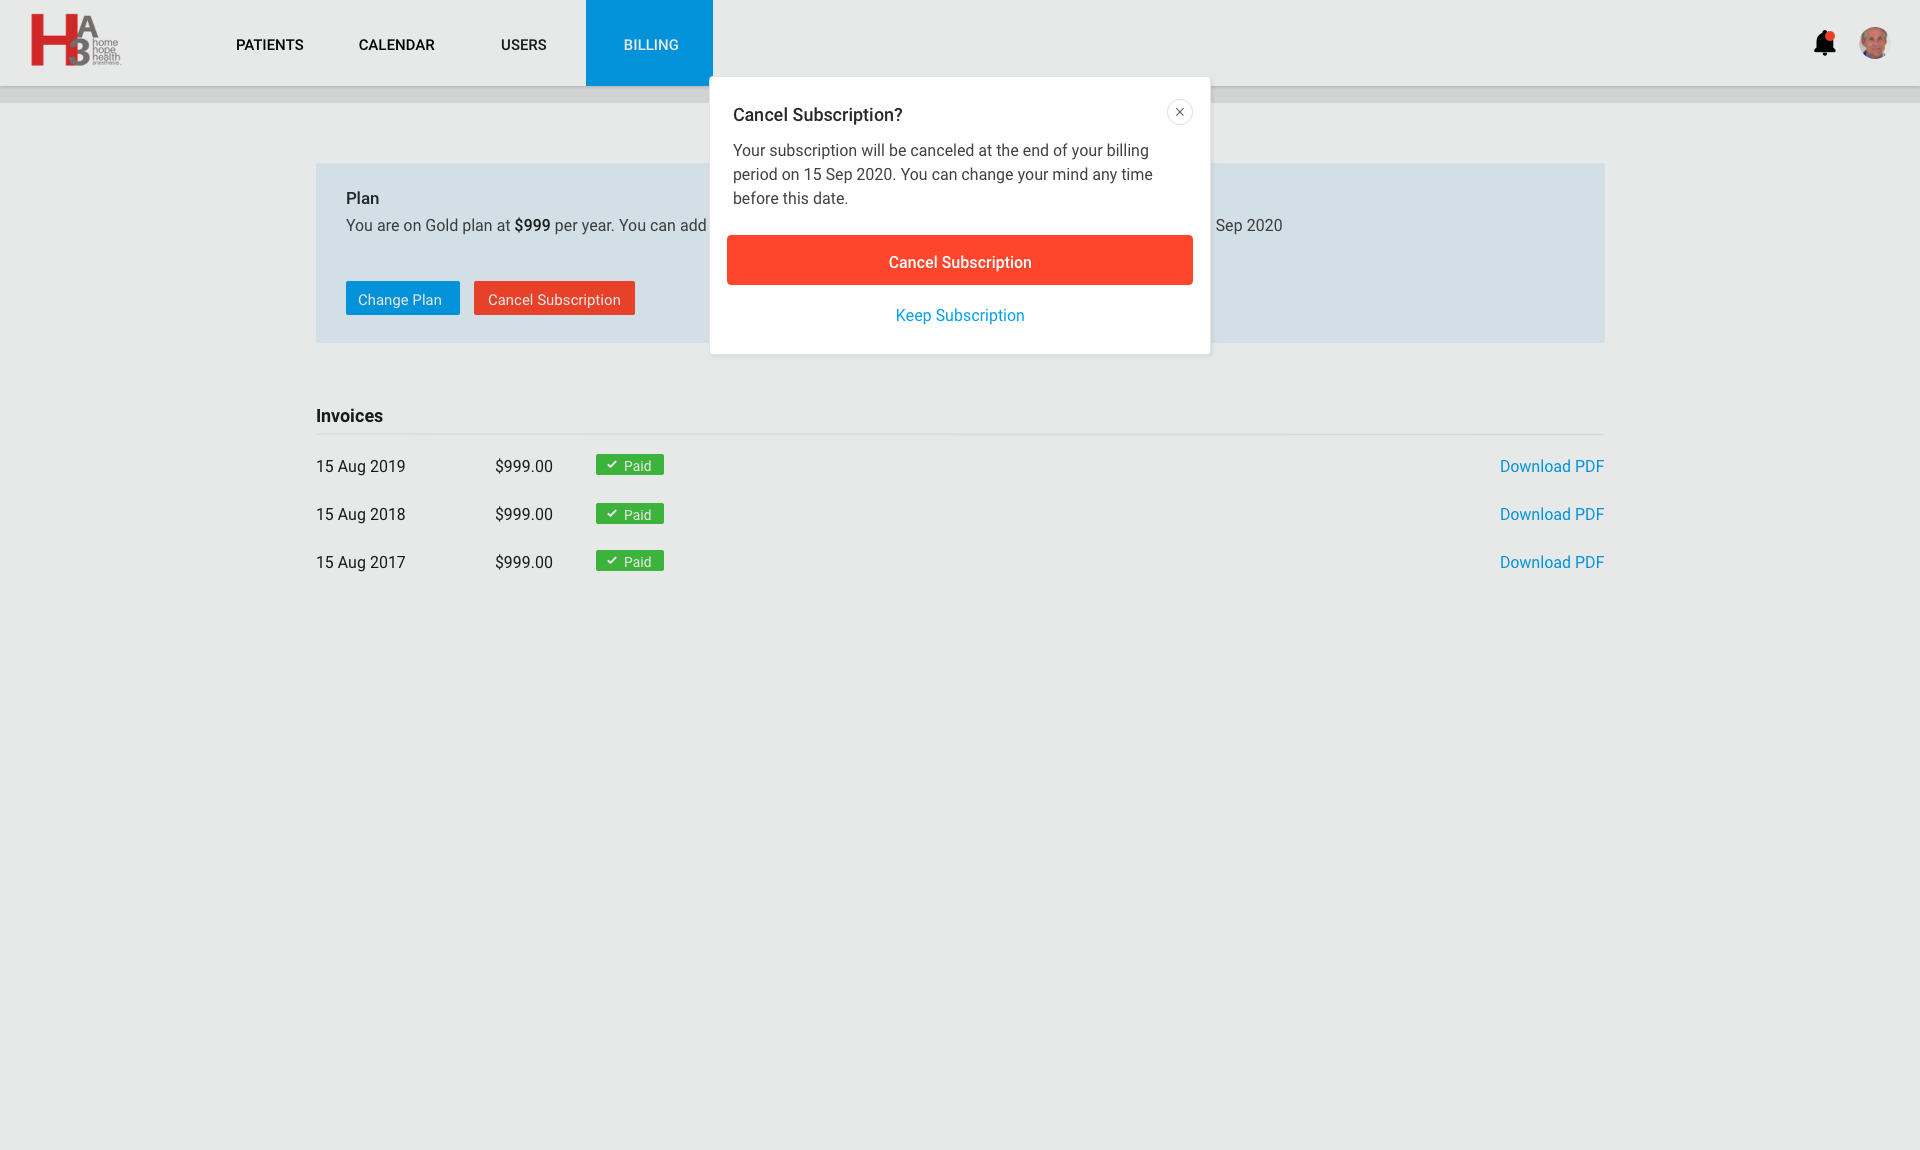 HA3
home
hope
health
anesthesia.
PATIENTS
CALENDAR
USERS
BILLING
Cancel Subscription?
Your subscription will be canceled at the end of your billing
period on 15 Sep 2020. You can change your mind any time
before this date.
Cancel Subscription
Keep Subscription
Plan
You are on Gold plan at $999 per year. You can add Sep 2020
Change Plan
Cancel Subscription
Invoices
15 Aug 2019 $999.00 Paid Download PDF
15 Aug 2018 $999.00 Paid Download PDF
15 Aug 2017 $999.00 Paid Download PDF